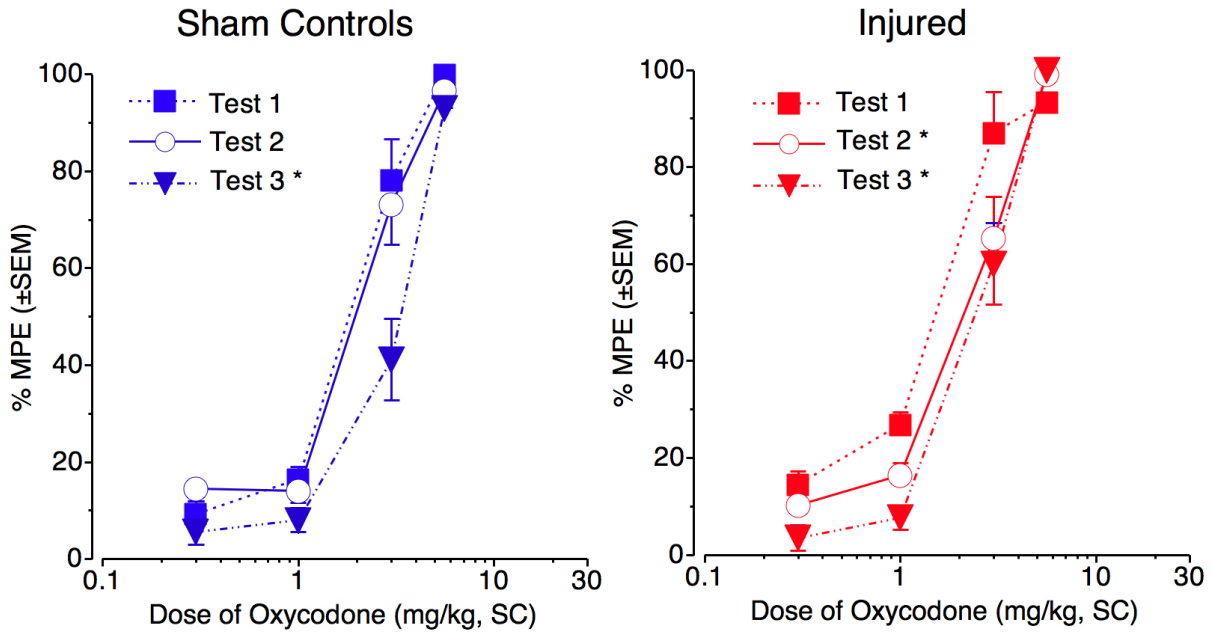 Sham Controls
% MPE (±SEM)
100
80
60
40
20
0
Test 1
Test 2
Test 3 *
0.1
1
10
30
Dose of Oxycodone (mg/kg, SC)
Injured
% MPE (±SEM)
100
80
60
40
20
0
Test 1
Test 2 *
Test 3 *
0.1
1
10
30
Dose of Oxycodone (mg/kg, SC)